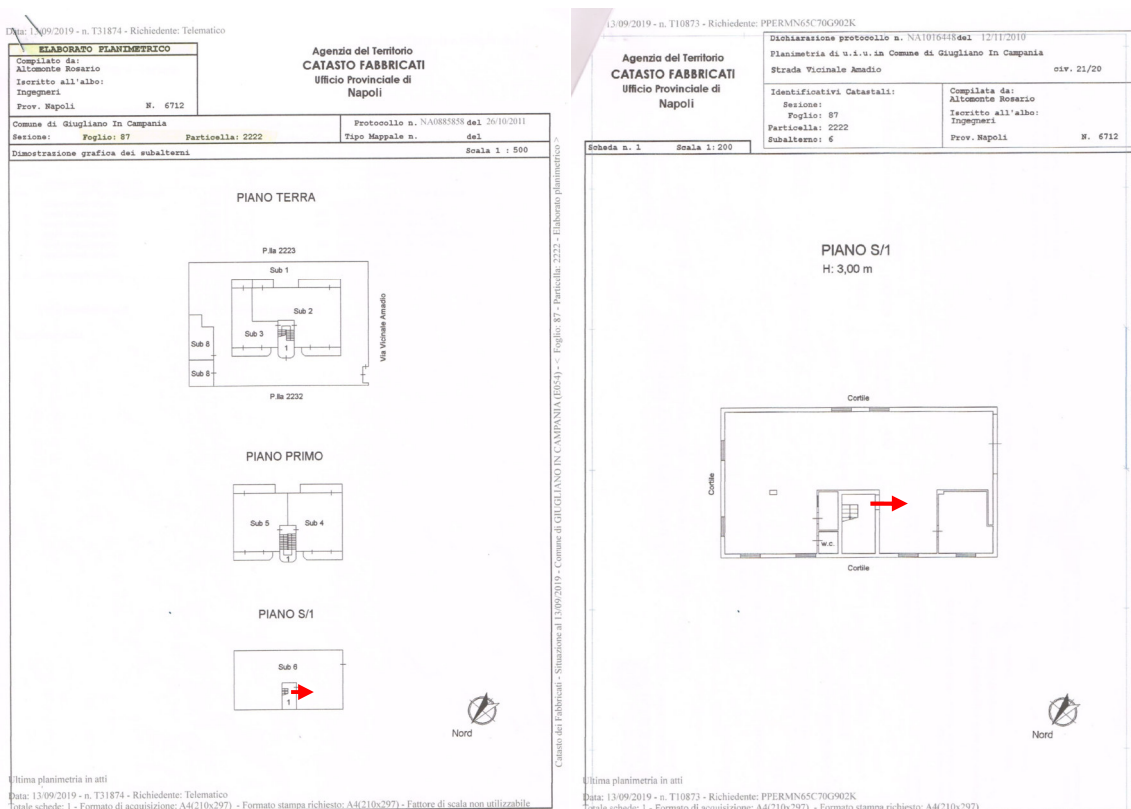 Data: 13/09/2019 - n. T31874 - Richiedente: Telematico
ELABORATO PLANIMETRICO
Compilato da:
Altomonte Rosario
Iscritto all'albo:
Ingegneri
Prov. Napoli N. 6712
Agenzia del Territorio
CATASTO FABBRICATI
Ufficio Provinciale di
Napoli
Comune di Giugliano In Campania
Protocollo n. NA0885858 del 26/10/2011
Sezione: Foglio: 87 Particella: 2222
Tipo Mappale n. del
Dimostrazione grafica dei subalterni
Scala 1 : 500
PIANO TERRA
P.lla 2223
Sub 1
Sub 2
Sub 3
1
Sub 8
Sub 8
Via Vicinale Amadio
P.lla 2232
PIANO PRIMO
Sub 5
Sub 4
1
PIANO S/1
Sub 6
1
Nord
Catasto dei Fabbricati - Situazione al 13/09/2019 - Comune di GIUGLIANO IN CAMPANIA (E054) - < Foglio: 87 - Particella: 2222 - Elaborato planimetrico >
Ultima planimetria in atti
Data: 13/09/2019 - n. T31874 - Richiedente: Telematico
Totale schede: 1 - Formato di acquisizione: A4(210x297) - Formato stampa richiesto: A4(210x297) - Fattore di scala non utilizzabile
13/09/2019 - n. T10873 - Richiedente: PPERMN65C70G902K
Agenzia del Territorio
CATASTO FABBRICATI
Ufficio Provinciale di
Napoli
Dichiarazione protocollo n. NA1016448 del 12/11/2010
Planimetria di u.i.u. in Comune di Giugliano In Campania
Strada Vicinale Amadio civ. 21/20
Identificativi Catastali:
Sezione:
Foglio: 87
Particella: 2222
Subalterno: 6
Compilata da:
Altomonte Rosario
Iscritto all'albo:
Ingegneri
Prov. Napoli N. 6712
Scheda n. 1 Scala 1:200
PIANO S/1
H: 3,00 m
Cortile
Cortile
w.c.
Cortile
Nord
Ultima planimetria in atti
Data: 13/09/2019 - n. T10873 - Richiedente: PPERMN65C70G902K
Totale schede: 1 - Formato di acquisizione: A4(210x297) - Formato stampa richiesto: A4(210x297)